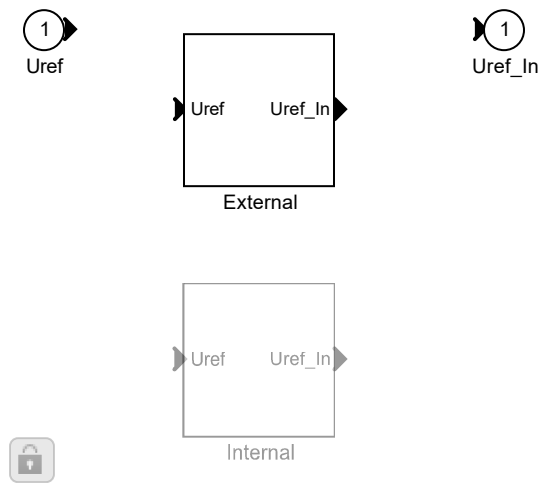 1
1
Uref
Uref_In
Uref Uref_In
External
Uref Uref_In
Internal